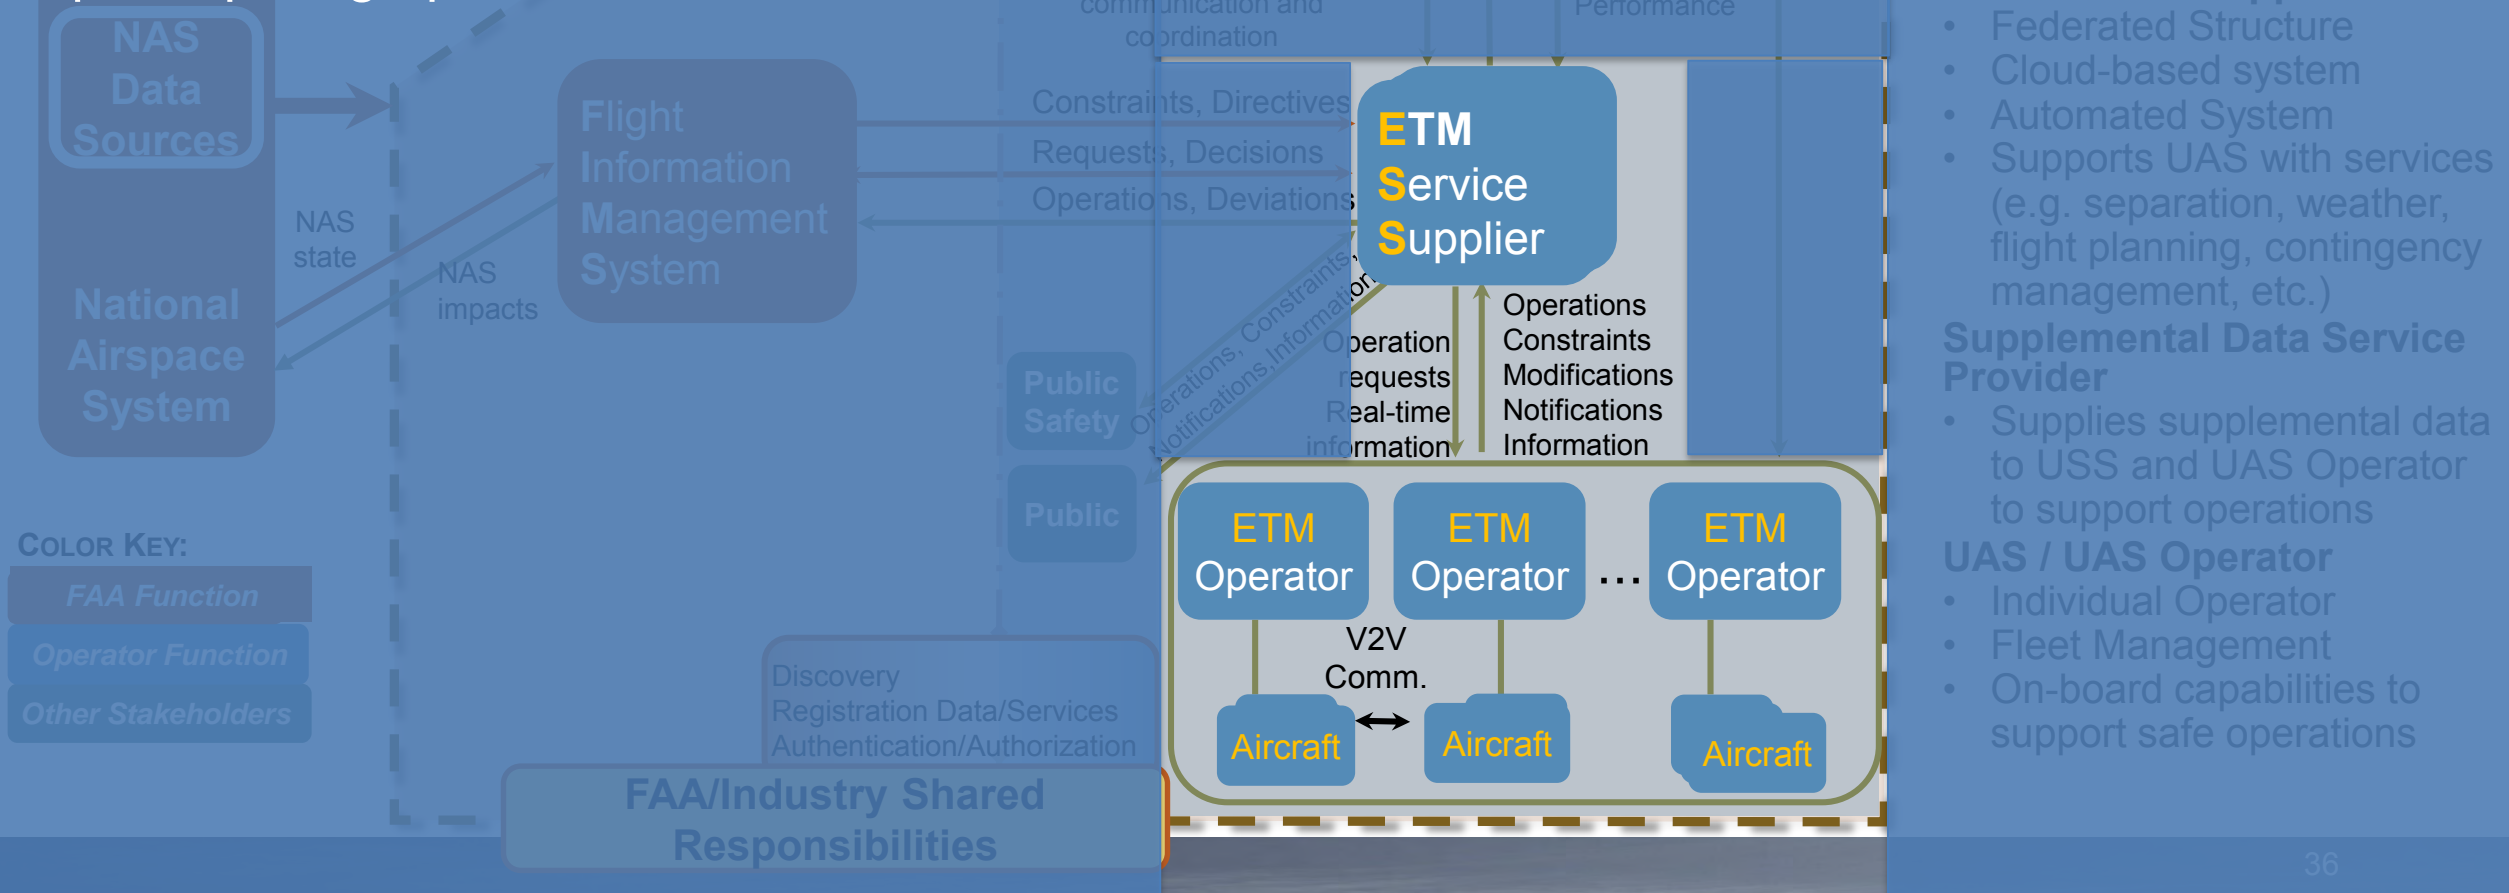 communication and
coordination
Performance
NAS
Data
Sources
NAS
state
NAS
impacts
National
Airspace
System
Flight
Information
Management
System
Constraints, Directives
Requests, Decisions
Operations, Deviations
ETM
Service
Supplier
Operations, Constraints,
Notifications,Information
Public
Safety
Public
Operation
requests
Real-time
information
Operations
Constraints
Modifications
Notifications
Information
ETM
Operator
ETM
Operator
...
ETM
Operator
V2V
Comm.
Aircraft
Aircraft
Aircraft
COLOR KEY:
FAA Function
Operator Function
Other Stakeholders
Discovery
Registration Data/Services
Authentication/Authorization
FAA/Industry Shared
Responsibilities
• Federated Structure
• Cloud-based system
• Automated System
• Supports UAS with services
(e.g. separation, weather,
flight planning, contingency
management, etc.)
Supplemental Data Service
Provider
• Supplies supplemental data
to USS and UAS Operator
to support operations
UAS / UAS Operator
• Individual Operator
• Fleet Management
• On-board capabilities to
support safe operations
36